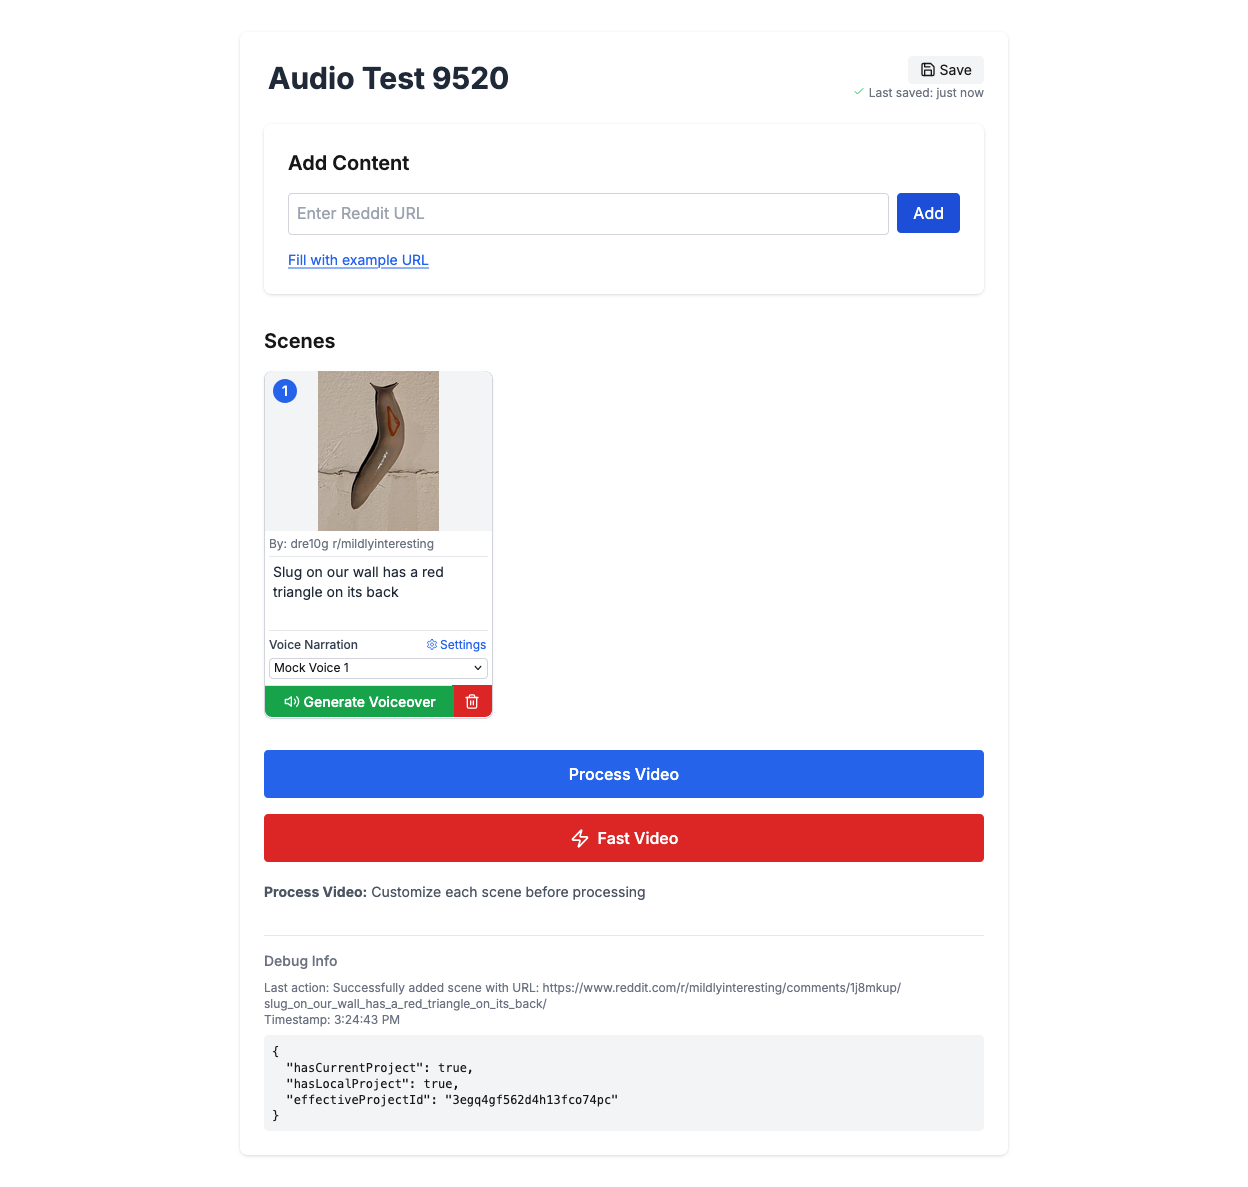 Audio Test 9520
Save
Last saved: just now
Add Content
Enter Reddit URL
Add
Fill with example URL
Scenes
1
By: dre10g r/mildlyinteresting
Slug on our wall has a red
triangle on its back
Voice Narration
Settings
Mock Voice 1
Generate Voiceover
Process Video
Fast Video
Process Video: Customize each scene before processing
Debug Info
Last action: Successfully added scene with URL: https://www.reddit.com/r/mildlyinteresting/comments/1j8mkup/
slug_on_our_wall_has_a_red_triangle_on_its_back/
Timestamp: 3:24:43 PM
{
"hasCurrentProject": true,
"hasLocalProject": true,
"effectiveProjectId": "3egq4gf562d4h13fco74pc"
}